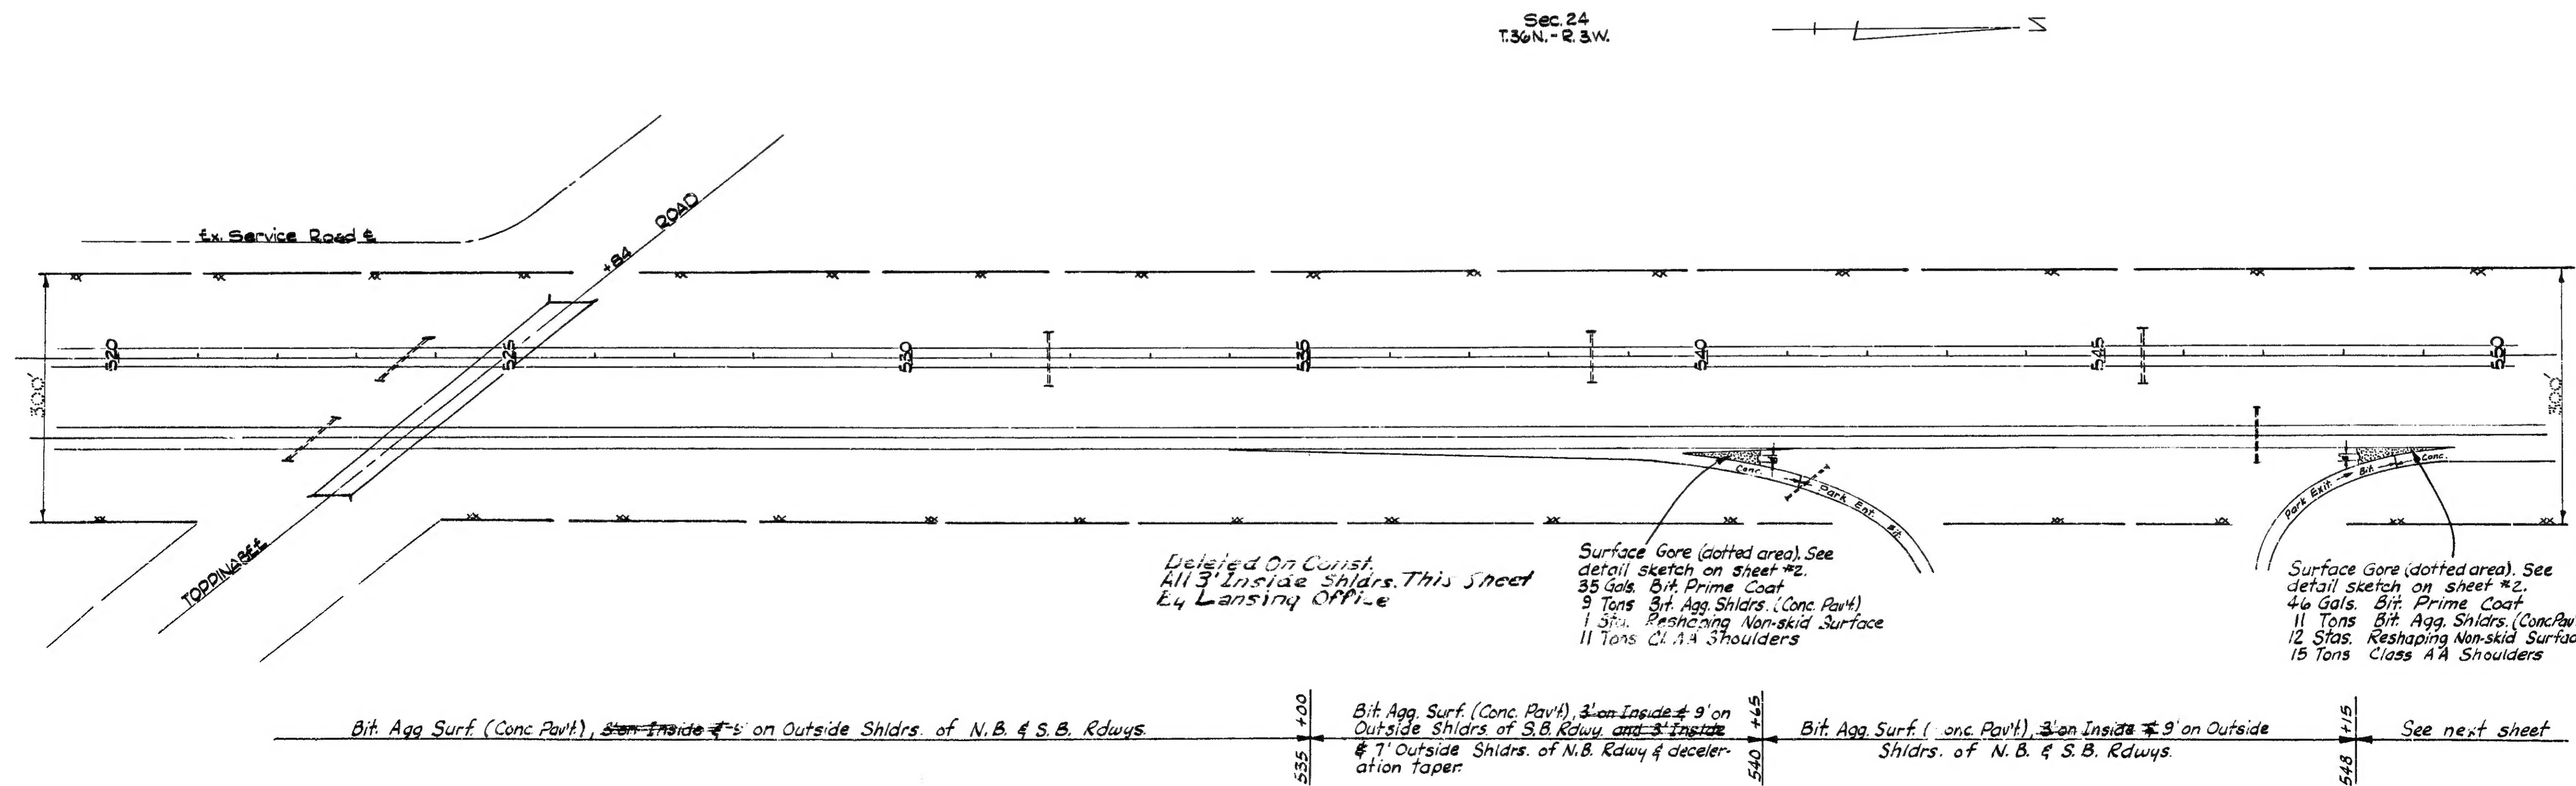 Sec. 24
T.36N. - R.3W.
Ex. Service Road ℄
+84
ROAD
TOPPINABEE
300'
300'
520
525
530
535
540
545
550
Conc.
Park Ent.
Bit.
Park Exit
Bit.
Conc.
Deleted On Const.
All 3' Inside Shldrs. This Sheet
By Lansing Office
Surface Gore (dotted area). See
detail sketch on sheet #2.
35 Gals. Bit. Prime Coat
9 Tons Bit. Agg. Shldrs. (Conc. Pav't)
1 Sta. Reshaping Non-skid Surface
11 Tons Cl. AA Shoulders
Surface Gore (dotted area). See
detail sketch on sheet #2.
46 Gals. Bit. Prime Coat
11 Tons Bit. Agg. Shldrs. (Conc.Pav
12 Stas. Reshaping Non-skid Surfac
15 Tons Class AA Shoulders
Bit. Agg Surf. (Conc. Pav't.), on Inside & on Outside Shldrs. of N.B. & S.B. Rdwys.
535 +00
Bit. Agg. Surf. (Conc. Pav't), 3' on Inside & 9' on
Outside Shldrs. of S.B. Rdwy. and 3' Inside
& 7' Outside Shldrs. of N.B. Rdwy & deceler-
ation taper.
540 +65
Bit. Agg. Surf. ( onc. Pav't), 3' on Inside & 9' on Outside
Shldrs. of N.B. & S.B. Rdwys.
548 +15
See next sheet